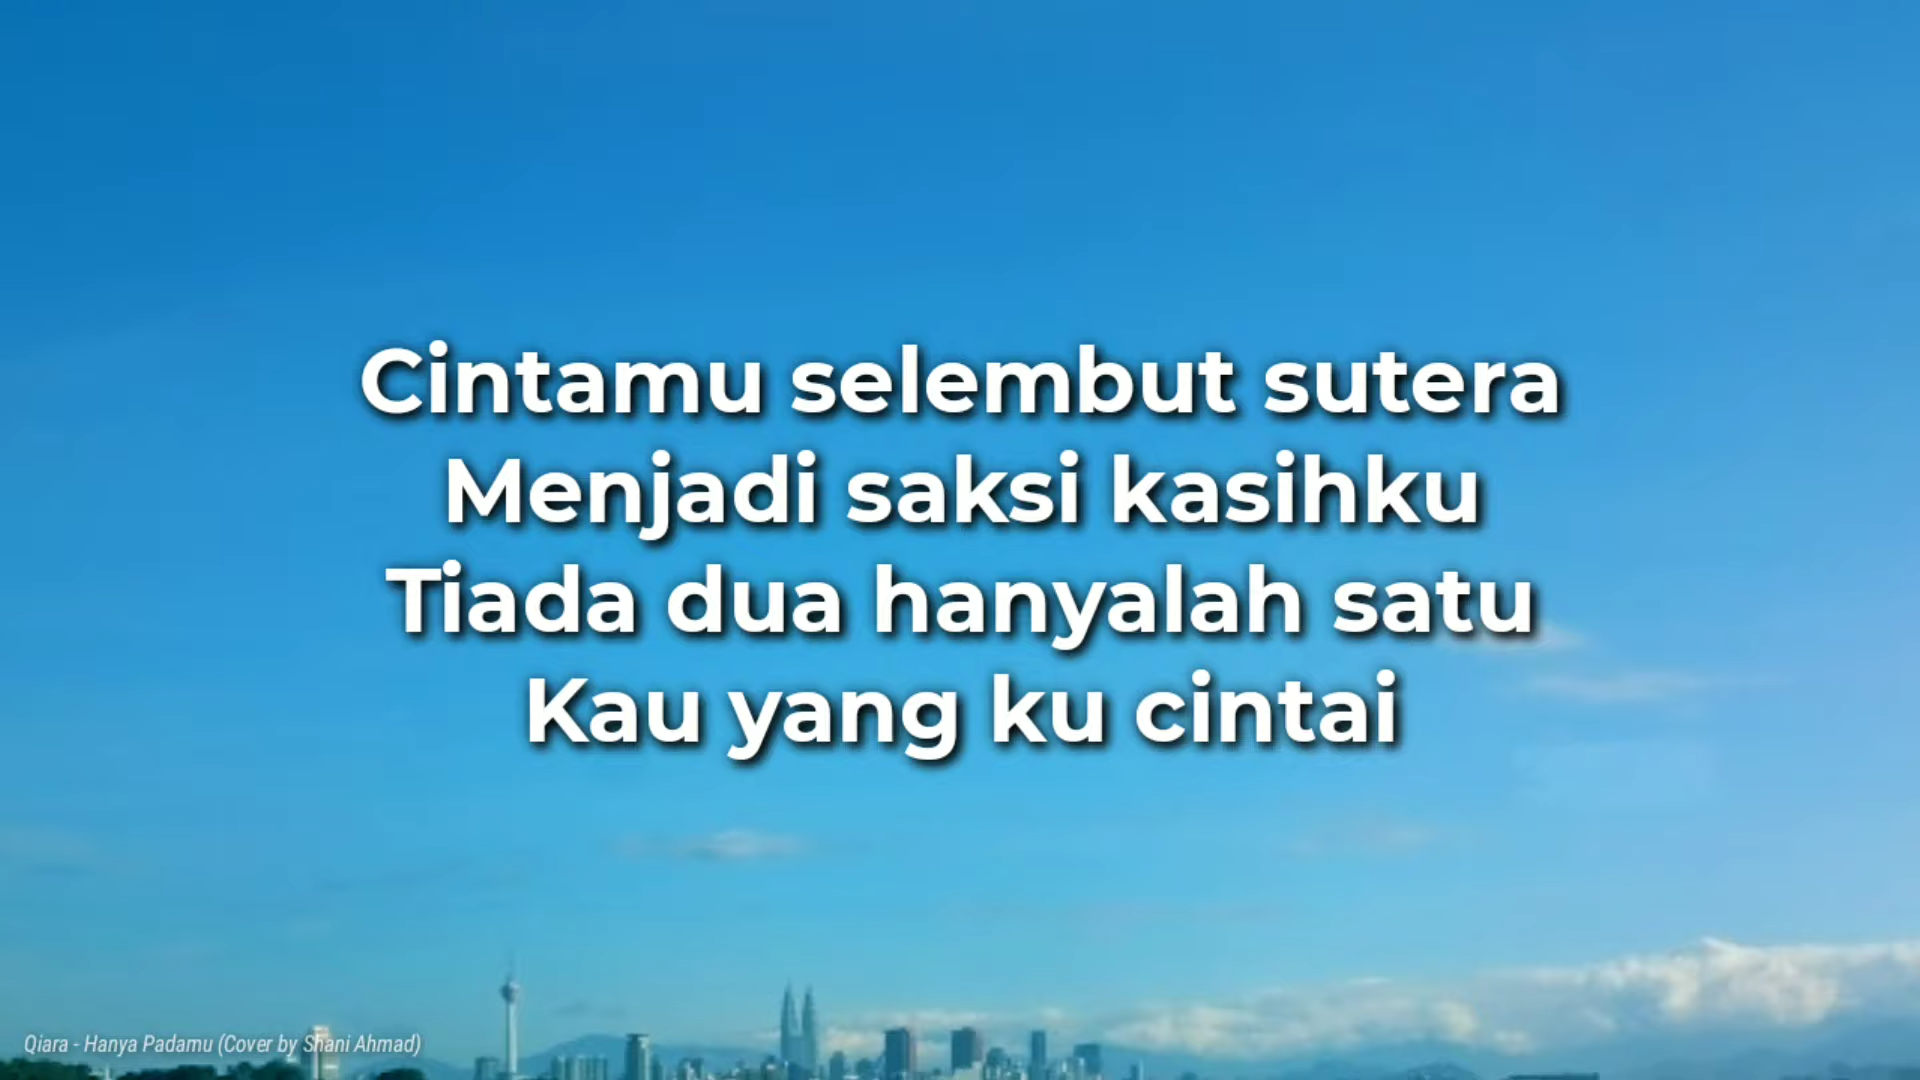 Cintamu selembut sutera
Menjadi saksi kasihku
Tiada dua hanyalah satu
Kau yang ku cintai
Qiara - Hanya Padamu (Cover by Shani Ahmad)